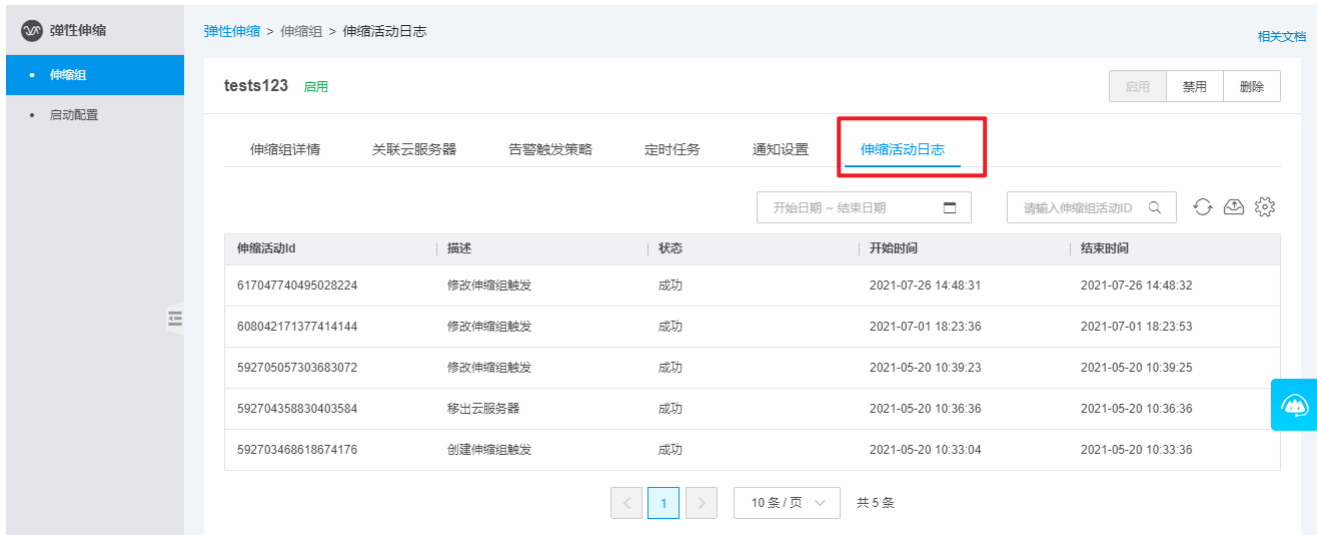 弹性伸缩
弹性伸缩 > 伸缩组 > 伸缩活动日志
相关文档
伸缩组
启动配置
tests123 启用
启用 禁用 删除
伸缩组详情 关联云服务器 告警触发策略 定时任务 通知设置 伸缩活动日志
开始日期 ~ 结束日期 请输入伸缩组活动ID
伸缩活动Id 描述 状态 开始时间 结束时间
617047740495028224 修改伸缩组触发 成功 2021-07-26 14:48:31 2021-07-26 14:48:32
608042171377414144 修改伸缩组触发 成功 2021-07-01 18:23:36 2021-07-01 18:23:53
592705057303683072 修改伸缩组触发 成功 2021-05-20 10:39:23 2021-05-20 10:39:25
592704358830403584 移出云服务器 成功 2021-05-20 10:36:36 2021-05-20 10:36:36
592703468618674176 创建伸缩组触发 成功 2021-05-20 10:33:04 2021-05-20 10:33:36
< 1 > 10 条 / 页 共 5 条